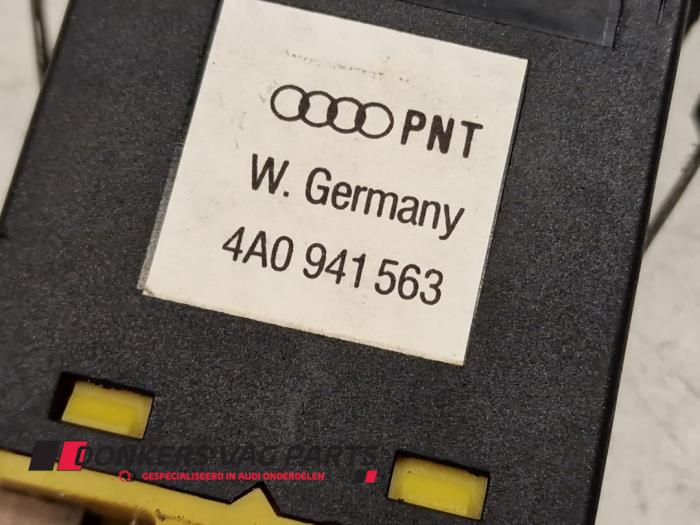 PNT
W. Germany
4A0 941 563
DONKERS VAG PARTS
GESPECIALISEERD IN AUDI ONDERDELEN